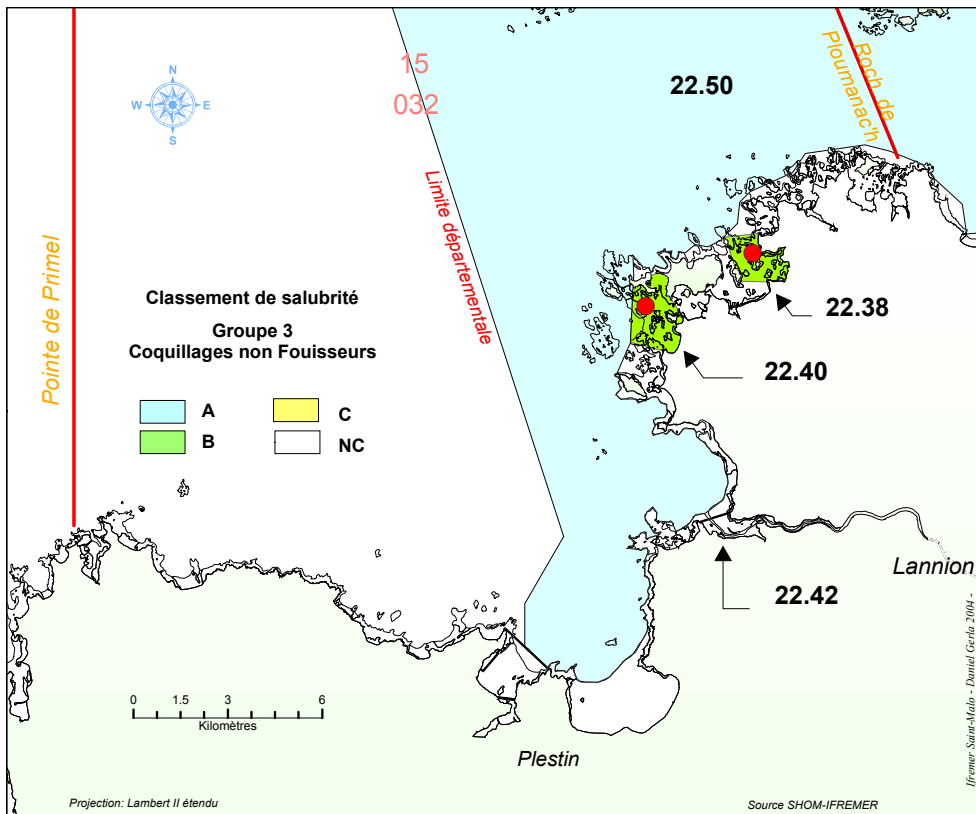 N
W
E
S
15
032
22.50
Roch. de
Ploumanac'h
Pointe de Primel
Limite départementale
Classement de salubrité
Groupe 3
Coquillages non Fouisseurs
A
C
B
NC
22.38
22.40
22.42
Lannion
0 1.5 3 6
Kilomètres
Plestin
Projection: Lambert II étendu
Source SHOM-IFREMER
Ifremer Saint-Malo - Daniel Gerla 2004 -